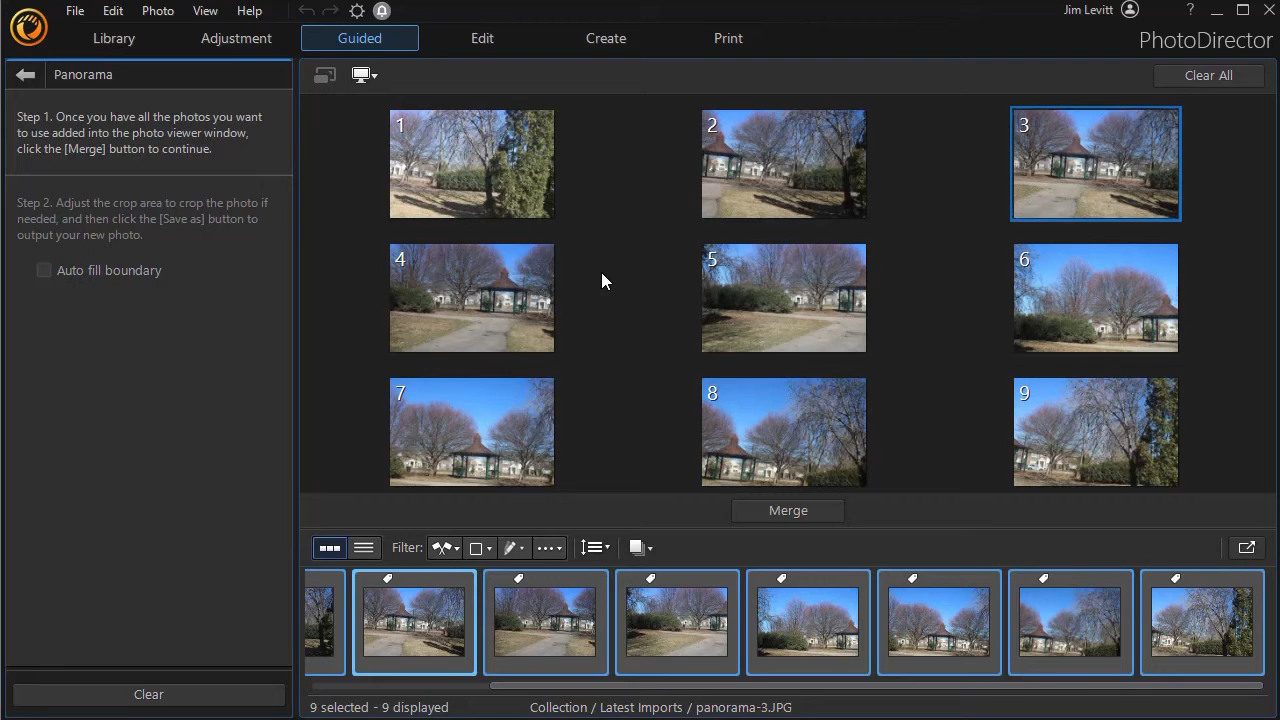 File Edit Photo View Help
Jim Levitt
?
Library Adjustment Guided Edit Create Print
PhotoDirector
Panorama
Clear All
Step 1. Once you have all the photos you want
to use added into the photo viewer window,
click the [Merge] button to continue.
Step 2. Adjust the crop area to crop the photo if
needed, and then click the [Save as] button to
output your new photo.
Auto fill boundary
1 2 3
4 5 6
7 8 9
Merge
Filter:
Clear
9 selected - 9 displayed
Collection / Latest Imports / panorama-3.JPG